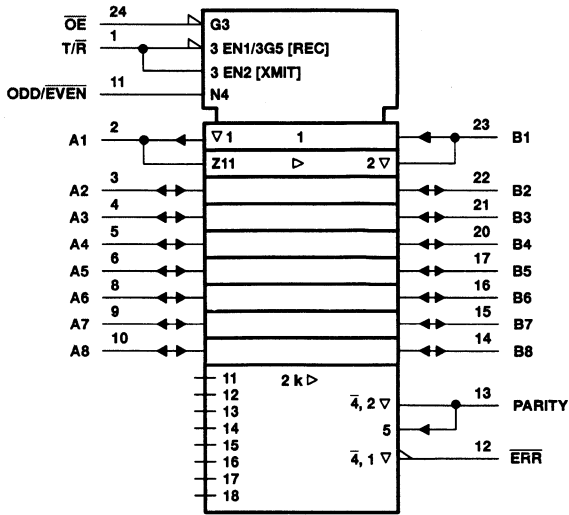 O̅E̅ 24 G3
T/R̅ 1 3 EN1/3G5 [REC]
3 EN2 [XMIT]
ODD/E̅V̅E̅N̅ 11 N4
A1 2 ▽ 1 1 23 B1
Z11 ▷ 2 ▽
A2 3 22 B2
A3 4 21 B3
A4 5 20 B4
A5 6 17 B5
A6 8 16 B6
A7 9 15 B7
A8 10 14 B8
11 2 k ▷
12
13
14
15
16
17
18
4̅, 2 ▽ 13 PARITY
5
4̅, 1 ▽ 12 E̅R̅R̅